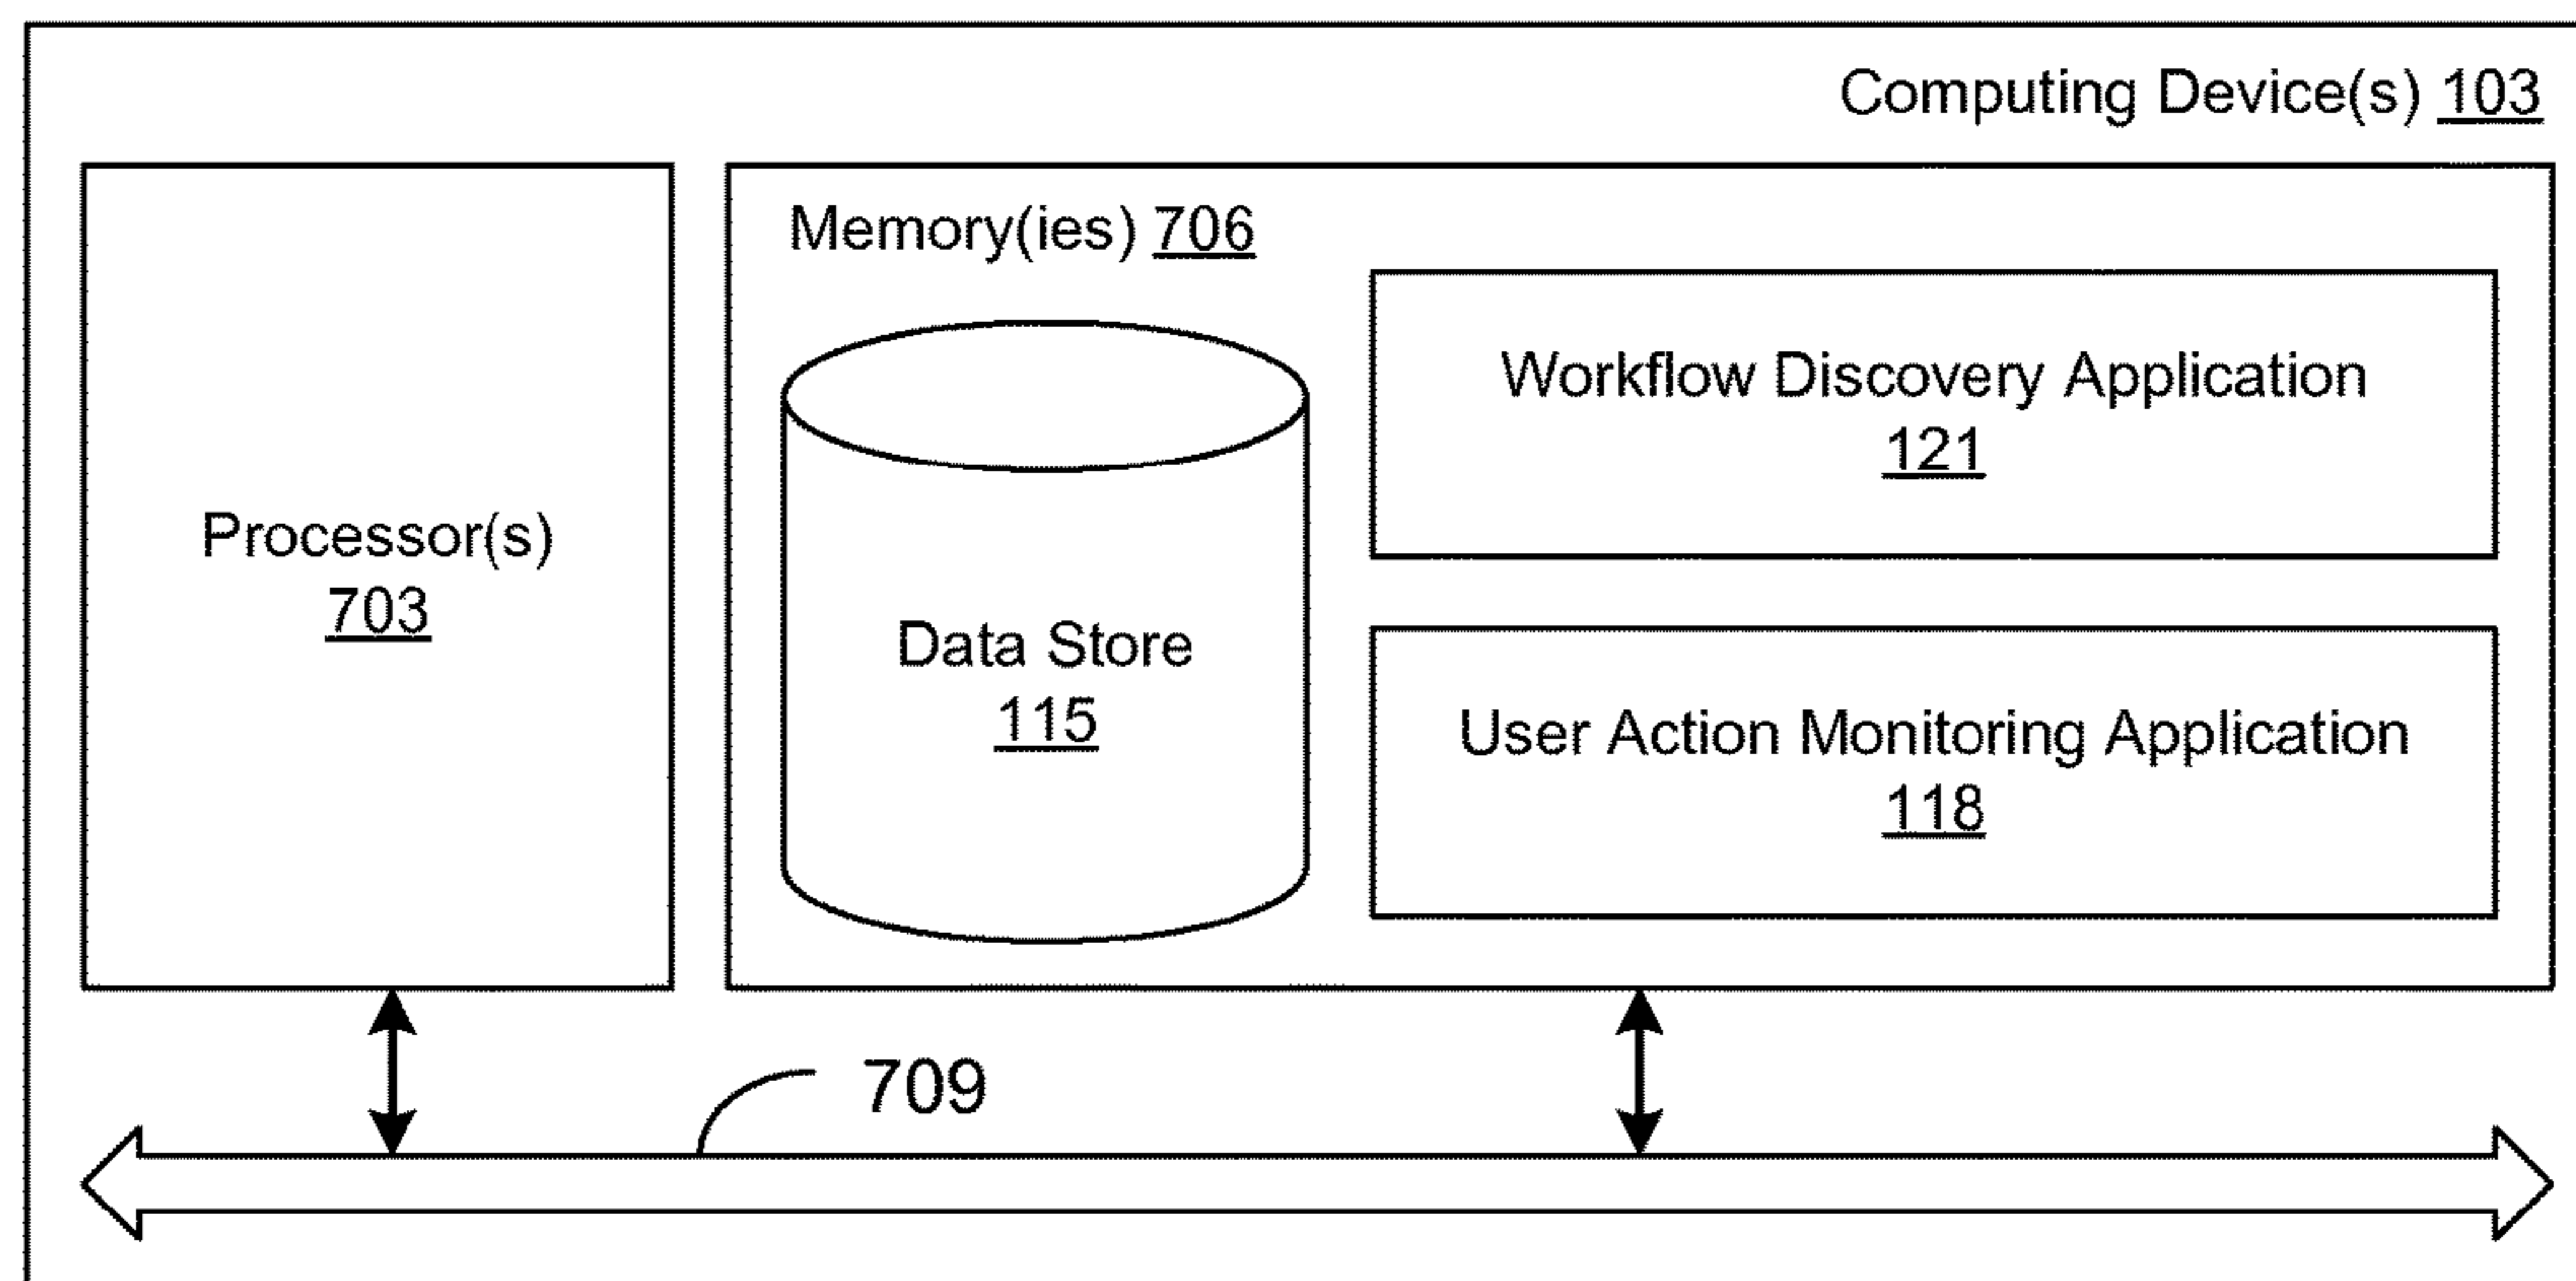 Computing Device(s) 103
Processor(s)
703
Memory(ies) 706
Data Store
115
Workflow Discovery Application
121
User Action Monitoring Application
118
709